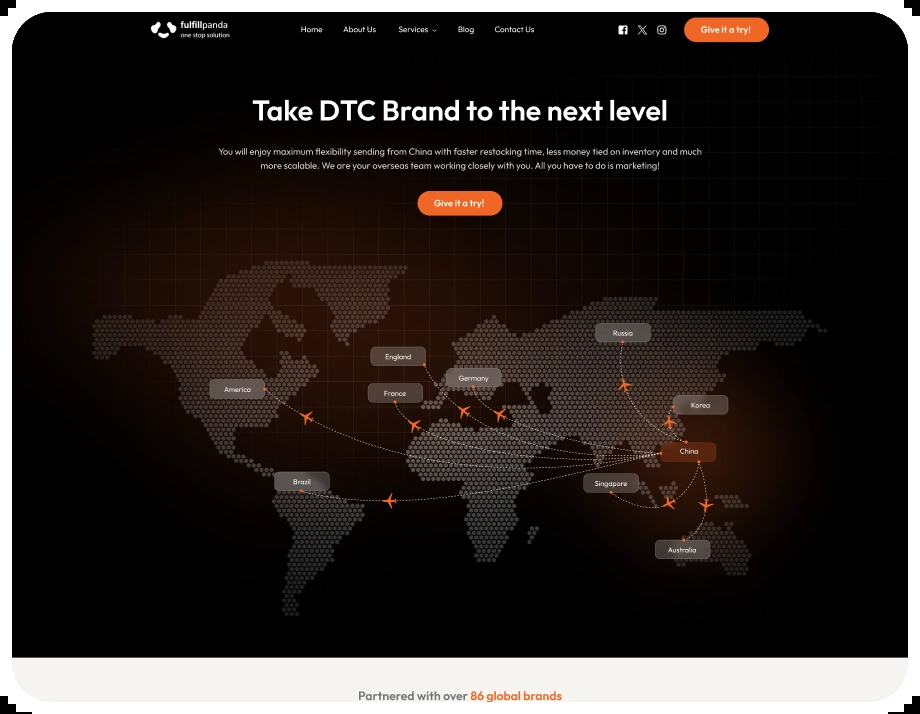 fulfillpanda
one stop solution
Home About Us Services Blog Contact Us
Give it a try!
Take DTC Brand to the next level
You will enjoy maximum flexibility sending from China with faster restocking time, less money tied on inventory and much
more scalable. We are your overseas team working closely with you. All you have to do is marketing!
Give it a try!
Russia
England
Germany
America
France
Korea
China
Brazil
Singapore
Australia
Partnered with over 86 global brands